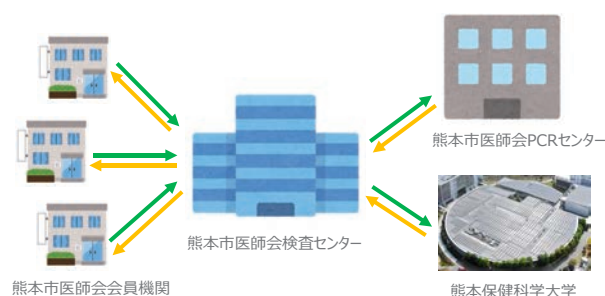 熊本市医師会PCRセンター
熊本市医師会検査センター
熊本市医師会会員機関
熊本保健科学大学